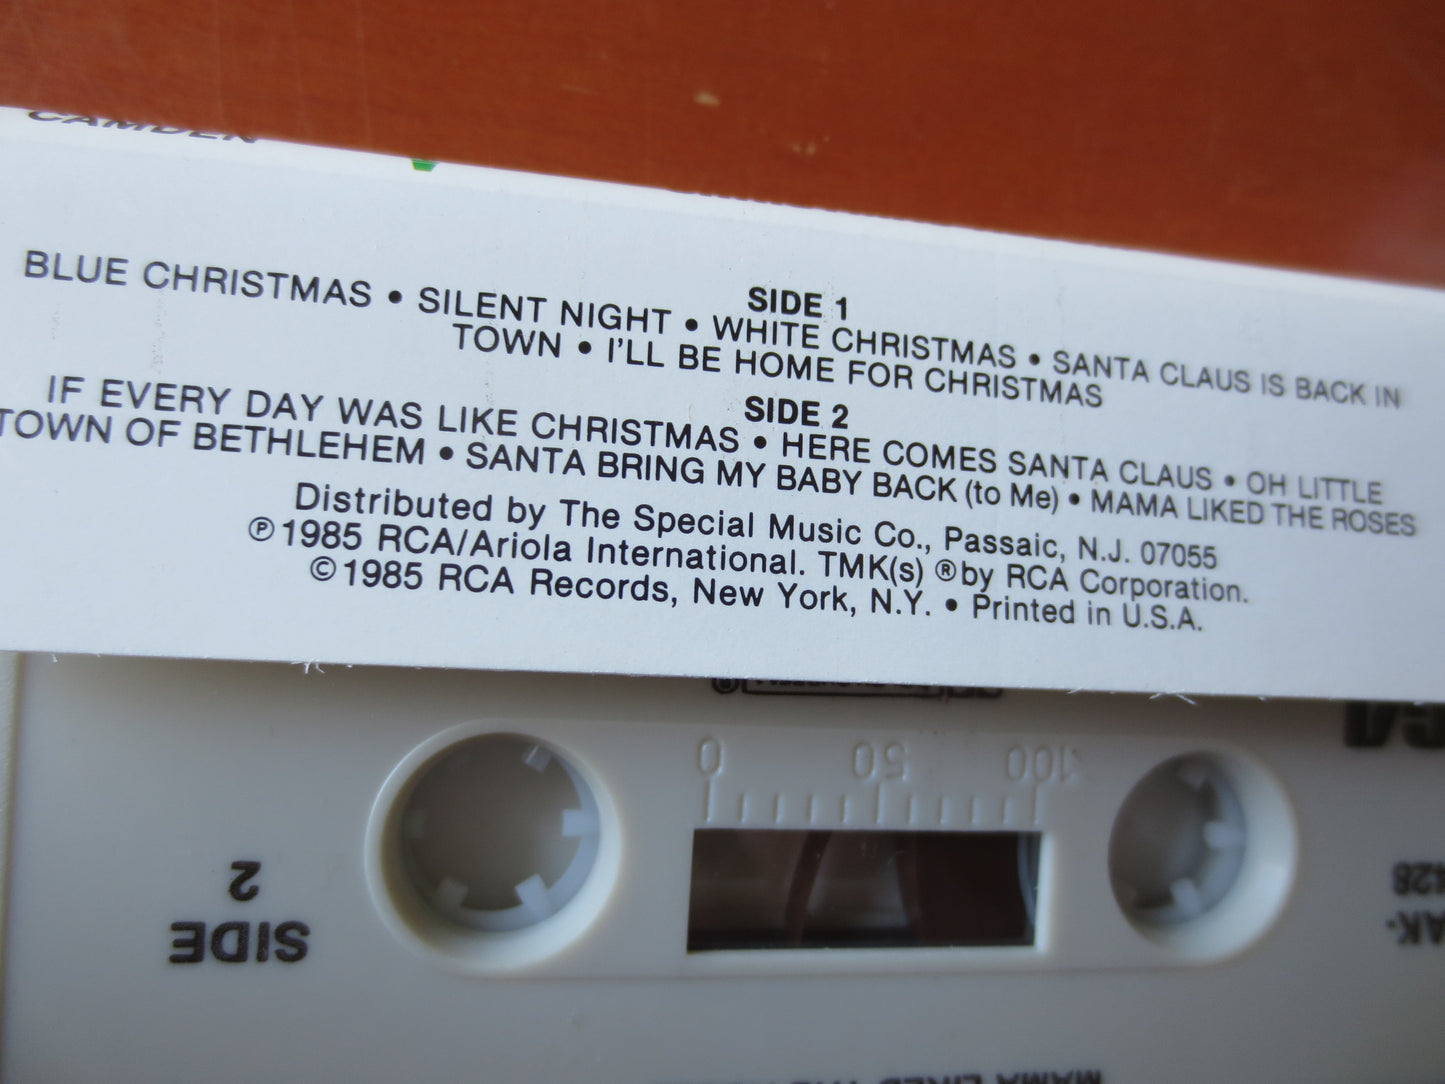 CAMDEN
SIDE 1
BLUE CHRISTMAS • SILENT NIGHT • WHITE CHRISTMAS • SANTA CLAUS IS BACK IN
TOWN • I'LL BE HOME FOR CHRISTMAS
SIDE 2
IF EVERY DAY WAS LIKE CHRISTMAS • HERE COMES SANTA CLAUS • OH LITTLE
TOWN OF BETHLEHEM • SANTA BRING MY BABY BACK (to Me) • MAMA LIKED THE ROSES
Distributed by The Special Music Co., Passaic, N.J. 07055
℗ 1985 RCA/Ariola International. TMK(s) ® by RCA Corporation.
© 1985 RCA Records, New York, N.Y. • Printed in U.S.A.
0 50 100
SIDE
2
MAMA LIKED